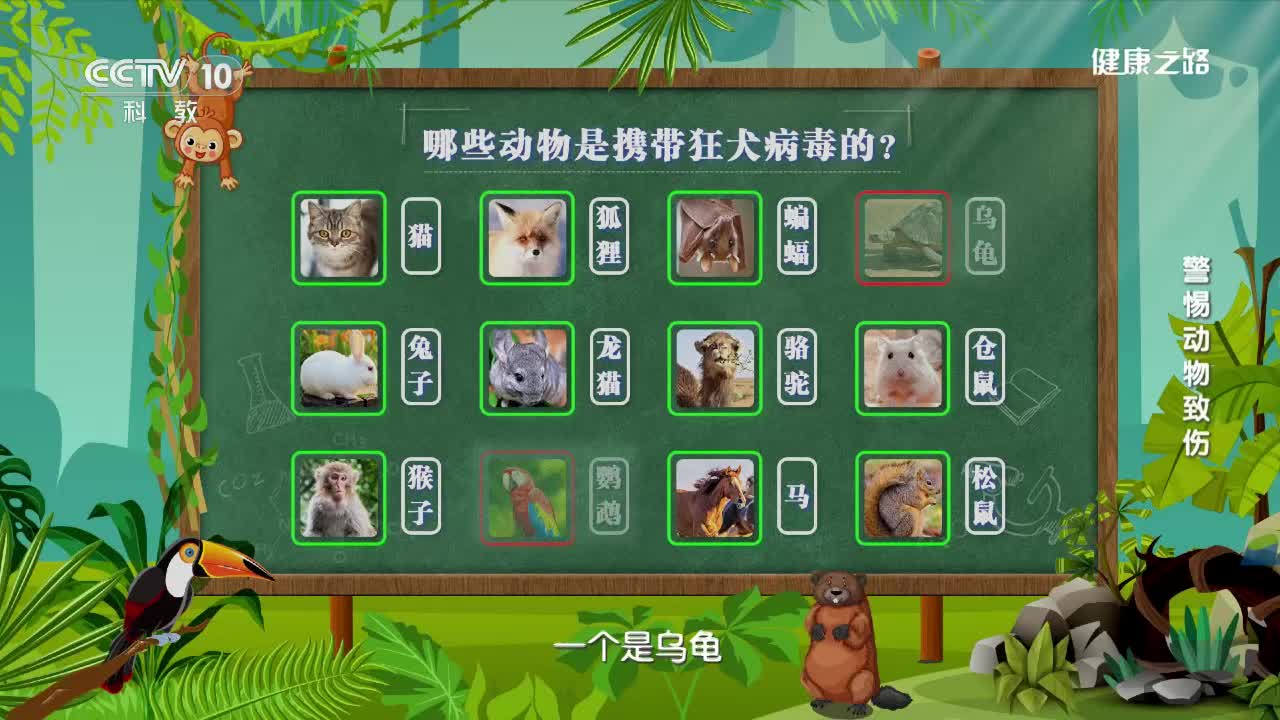 CCTV 10
科教
健康之路
哪些动物是携带狂犬病毒的?
猫
狐狸
蝙蝠
乌龟
兔子
龙猫
骆驼
仓鼠
猴子
鹦鹉
马
松鼠
警惕动物致伤
CO2
CH4
一个是乌龟